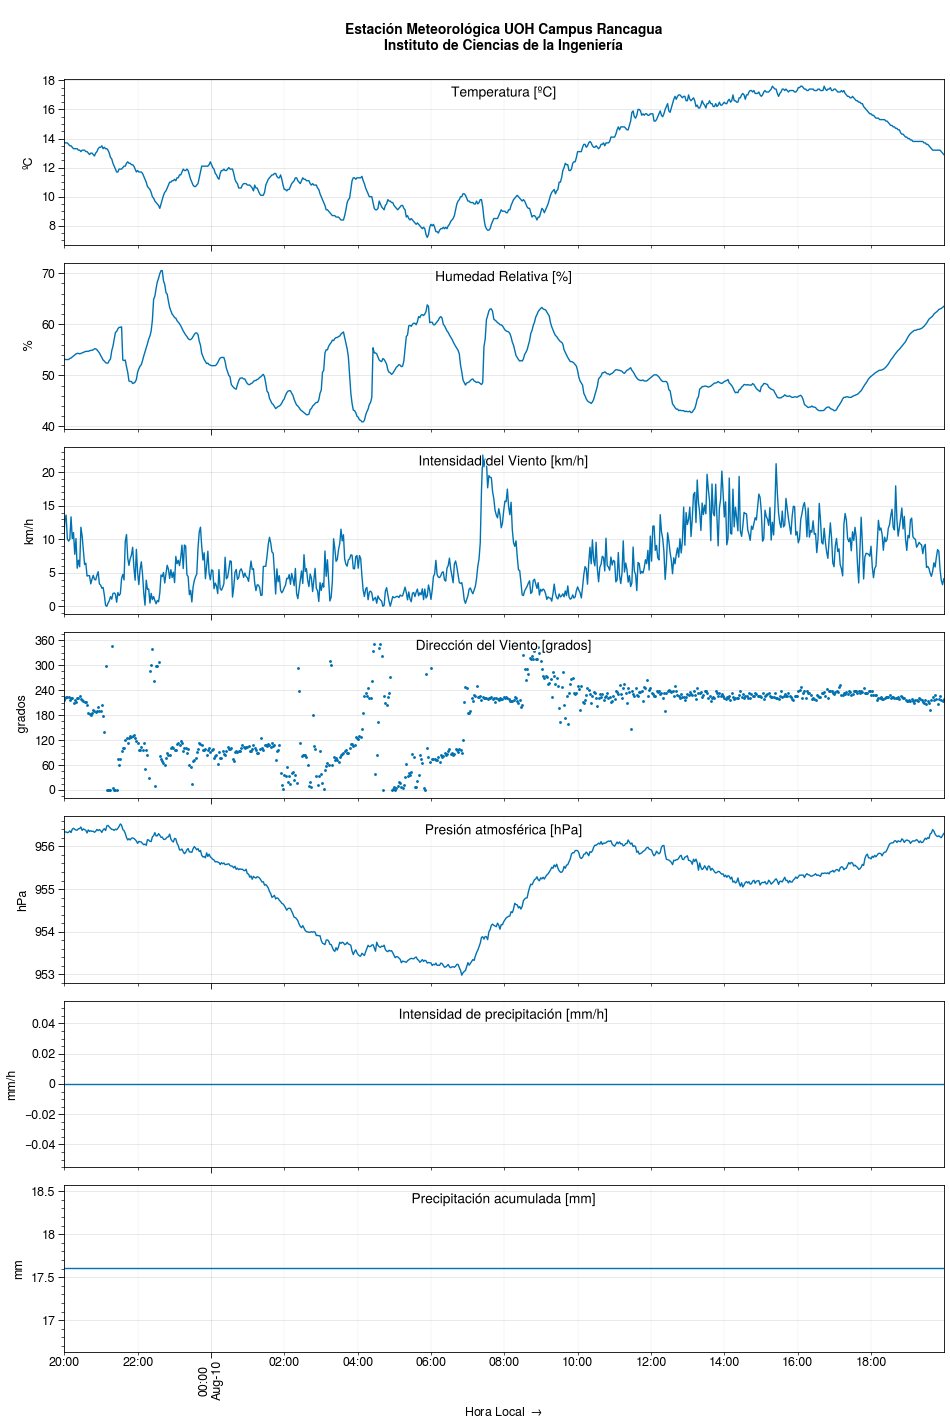 Estación Meteorológica UOH Campus Rancagua
Instituto de Ciencias de la Ingeniería
Temperatura [ºC]
18
16
14
12
10
8
ºC
Humedad Relativa [%]
70
60
50
40
%
Intensidad del Viento [km/h]
20
15
10
5
0
km/h
Dirección del Viento [grados]
360
300
240
180
120
60
0
grados
Presión atmosférica [hPa]
956
955
954
953
hPa
Intensidad de precipitación [mm/h]
0.04
0.02
0
−0.02
−0.04
mm/h
Precipitación acumulada [mm]
18.5
18
17.5
17
mm
20:00 22:00 00:00 02:00 04:00 06:00 08:00 10:00 12:00 14:00 16:00 18:00
Aug-10
Hora Local →